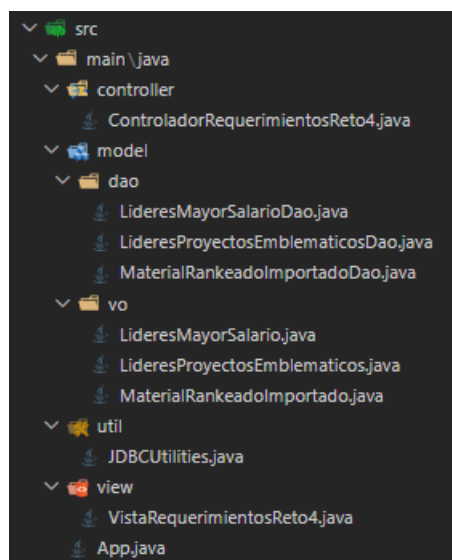 src
main\java
controller
ControladorRequerimientosReto4.java
model
dao
LideresMayorSalarioDao.java
LideresProyectosEmblematicosDao.java
MaterialRankeadoImportadoDao.java
vo
LideresMayorSalario.java
LideresProyectosEmblematicos.java
MaterialRankeadoImportado.java
util
JDBCUtilities.java
view
VistaRequerimientosReto4.java
App.java